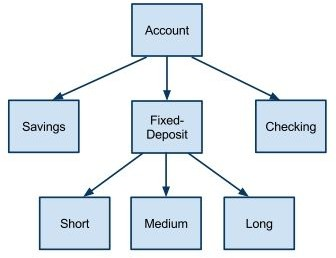 Account
Savings
Fixed-
Deposit
Checking
Short
Medium
Long